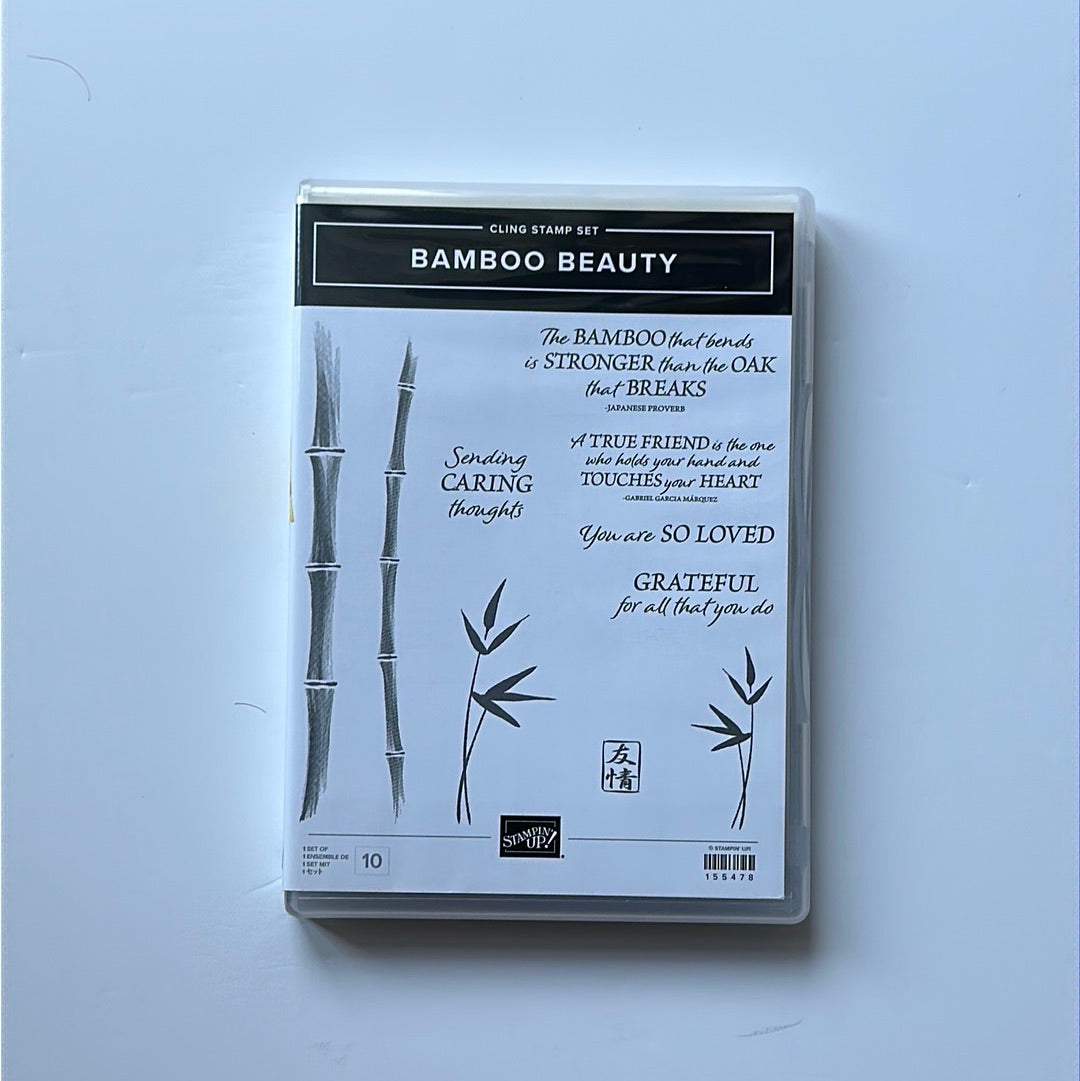 CLING STAMP SET
BAMBOO BEAUTY
The BAMBOO that bends
is STRONGER than the OAK
that BREAKS
-JAPANESE PROVERB
Sending
CARING
thoughts
A TRUE FRIEND is the one
who holds your hand and
TOUCHES your HEART
-GABRIEL GARCIA MÁRQUEZ
You are SO LOVED
GRATEFUL
for all that you do
友
情
STAMPIN' UP!
1 SET OF
1 ENSEMBLE DE
1 SET MIT
1 セット
10
© STAMPIN' UP!
155478